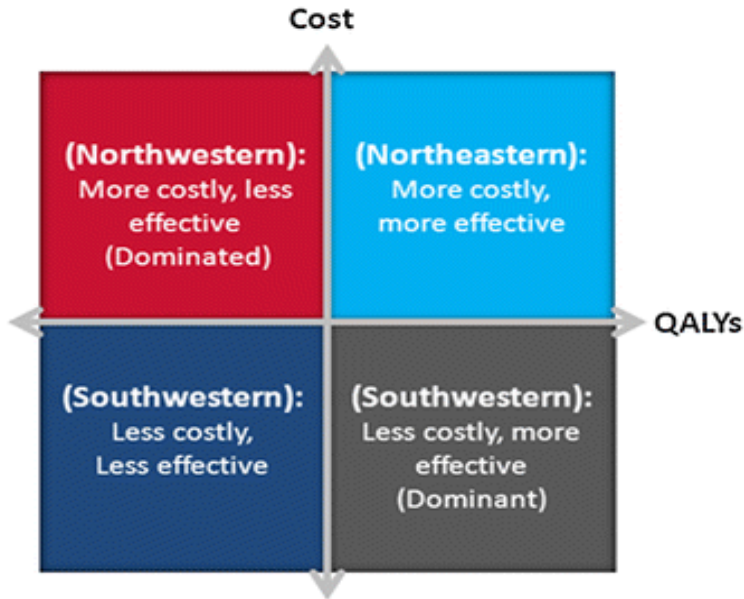 Cost
(Northwestern):
More costly, less
effective
(Dominated)
(Northeastern):
More costly,
more effective
QALYs
(Southwestern):
Less costly,
Less effective
(Southwestern):
Less costly, more
effective
(Dominant)